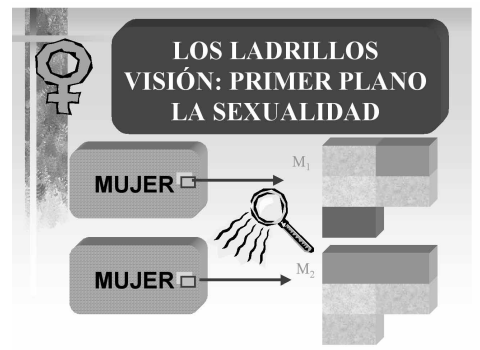 LOS LADRILLOS
VISIÓN: PRIMER PLANO
LA SEXUALIDAD
MUJER
M₁
MUJER
M₂